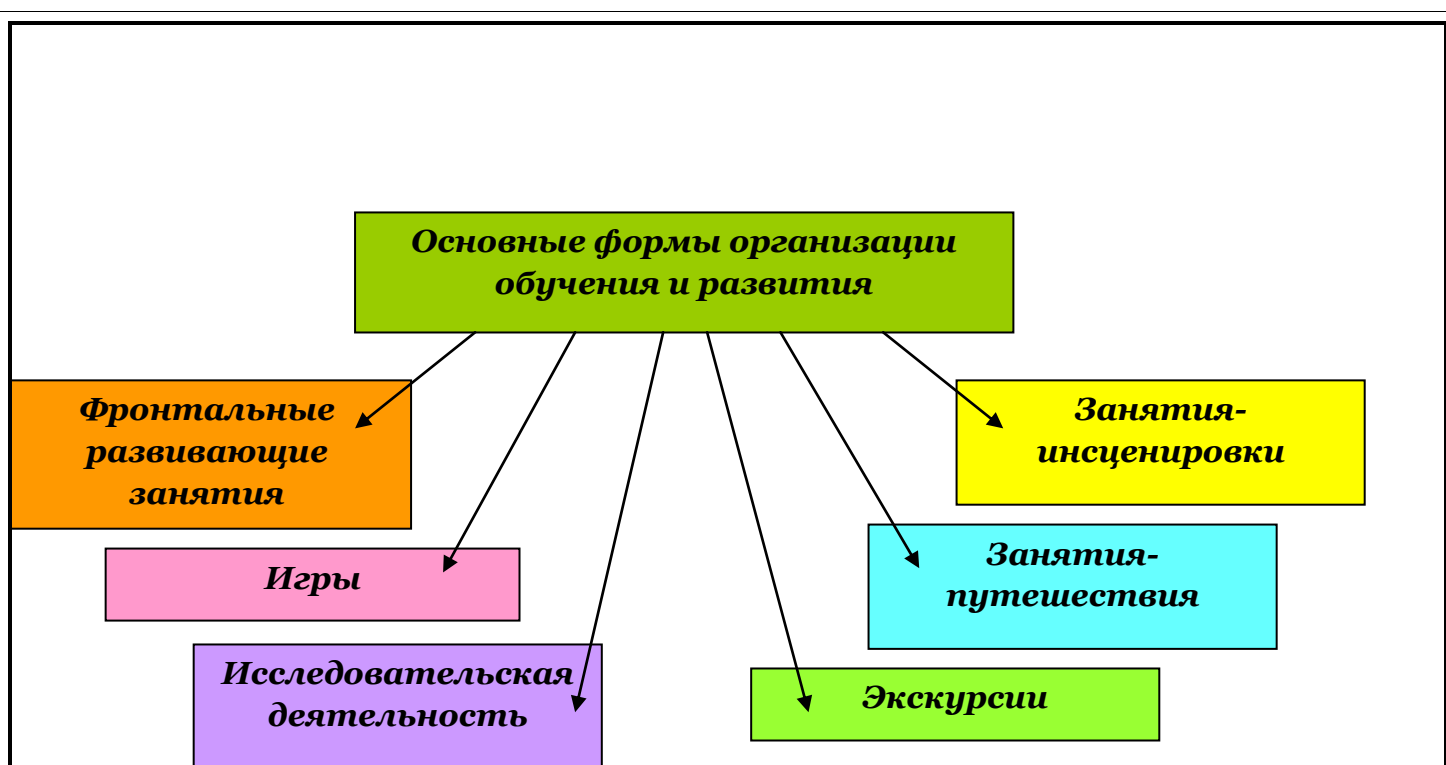 Основные формы организации
обучения и развития
Фронтальные
развивающие
занятия
Занятия-
инсценировки
Игры
Занятия-
путешествия
Исследовательская
деятельность
Экскурсии